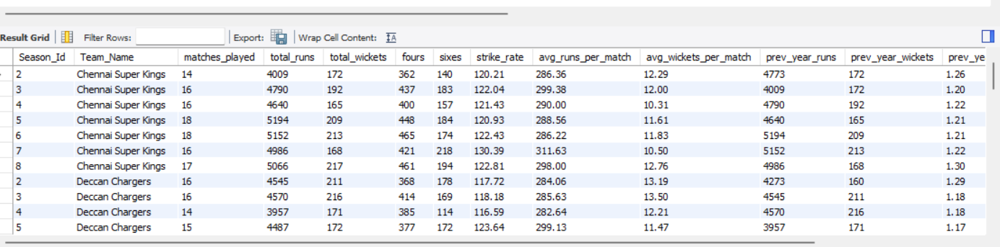 Result Grid Filter Rows: Export: Wrap Cell Content: IA
Season_Id Team_Name matches_played total_runs total_wickets fours sixes strike_rate avg_runs_per_match avg_wickets_per_match prev_year_runs prev_year_wickets prev_ye
2 Chennai Super Kings 14 4009 172 362 140 120.21 286.36 12.29 4773 172 1.26
3 Chennai Super Kings 16 4790 192 437 183 122.04 299.38 12.00 4009 172 1.20
4 Chennai Super Kings 16 4640 165 400 157 121.43 290.00 10.31 4790 192 1.22
5 Chennai Super Kings 18 5194 209 448 184 120.93 288.56 11.61 4640 165 1.21
6 Chennai Super Kings 18 5152 213 465 174 122.43 286.22 11.83 5194 209 1.21
7 Chennai Super Kings 16 4986 168 421 218 130.39 311.63 10.50 5152 213 1.22
8 Chennai Super Kings 17 5066 217 461 194 122.81 298.00 12.76 4986 168 1.30
2 Deccan Chargers 16 4545 211 368 178 117.72 284.06 13.19 4273 160 1.29
3 Deccan Chargers 16 4570 216 414 169 118.18 285.63 13.50 4545 211 1.18
4 Deccan Chargers 14 3957 171 385 114 116.59 282.64 12.21 4570 216 1.18
5 Deccan Chargers 15 4487 172 377 172 123.64 299.13 11.47 3957 171 1.17